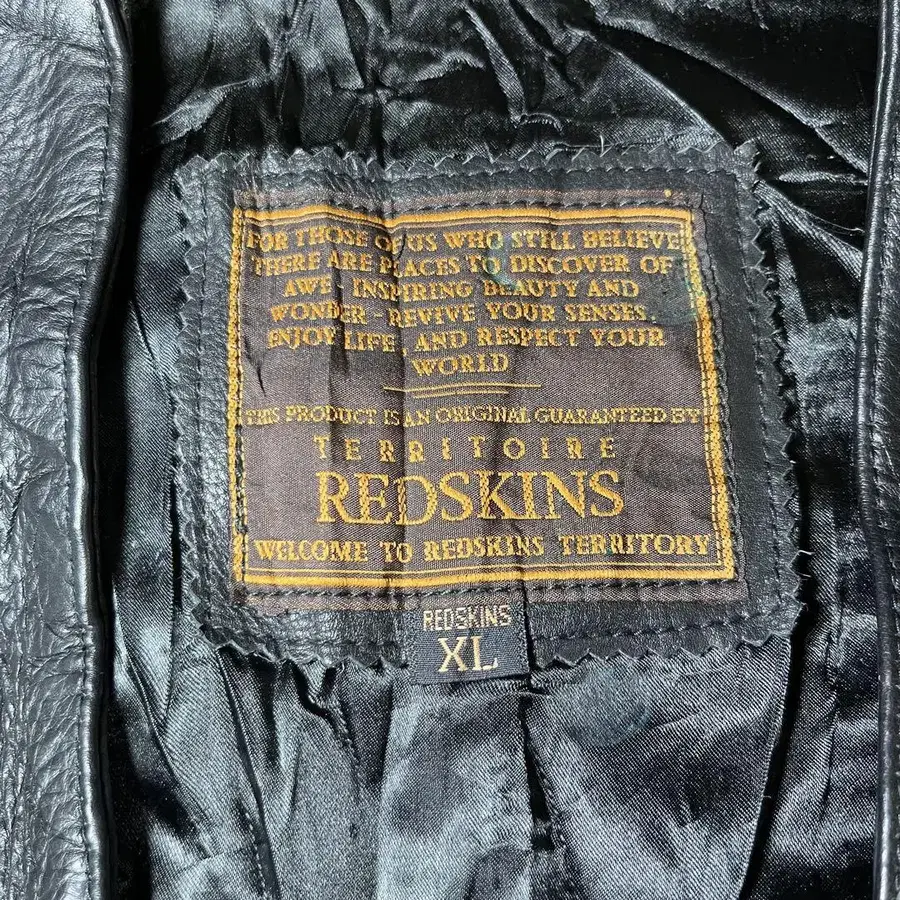 FOR THOSE OF US WHO STILL BELIEVE
THERE ARE PLACES TO DISCOVER OF
AWE - INSPIRING BEAUTY AND
WONDER - REVIVE YOUR SENSES,
ENJOY LIFE, AND RESPECT YOUR
WORLD
THIS PRODUCT IS AN ORIGINAL GUARANTEED BY
TERRITOIRE
REDSKINS
WELCOME TO REDSKINS TERRITORY
REDSKINS
XL